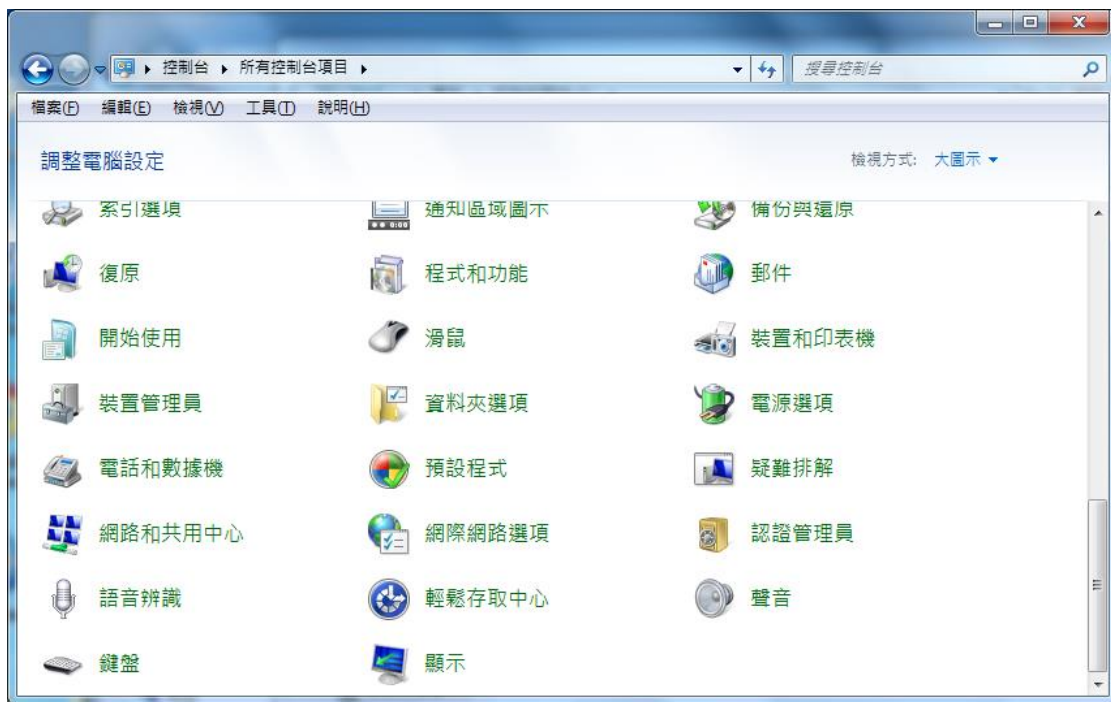 控制台 ▸ 所有控制台項目 ▸
搜尋控制台
檔案(F) 編輯(E) 檢視(V) 工具(T) 說明(H)
調整電腦設定
檢視方式: 大圖示
索引選項 通知區域圖示 備份與還原
復原 程式和功能 郵件
開始使用 滑鼠 裝置和印表機
裝置管理員 資料夾選項 電源選項
電話和數據機 預設程式 疑難排解
網路和共用中心 網際網路選項 認證管理員
語音辨識 輕鬆存取中心 聲音
鍵盤 顯示